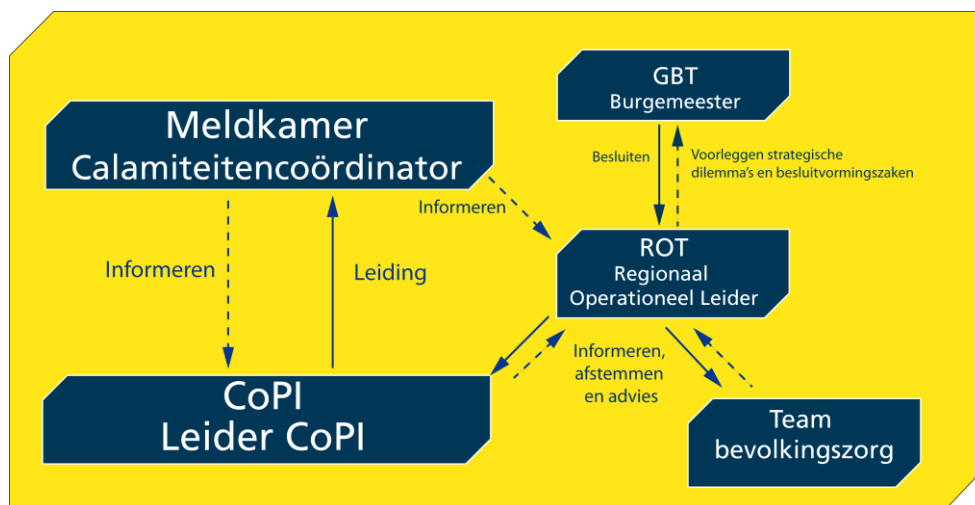 GBT
Burgemeester
Meldkamer
Calamiteitencoördinator
Besluiten
Voorleggen strategische
dilemma's en besluitvormingszaken
Informeren
ROT
Regionaal
Operationeel Leider
Informeren
Leiding
Informeren,
afstemmen
en advies
CoPI
Leider CoPI
Team
bevolkingszorg